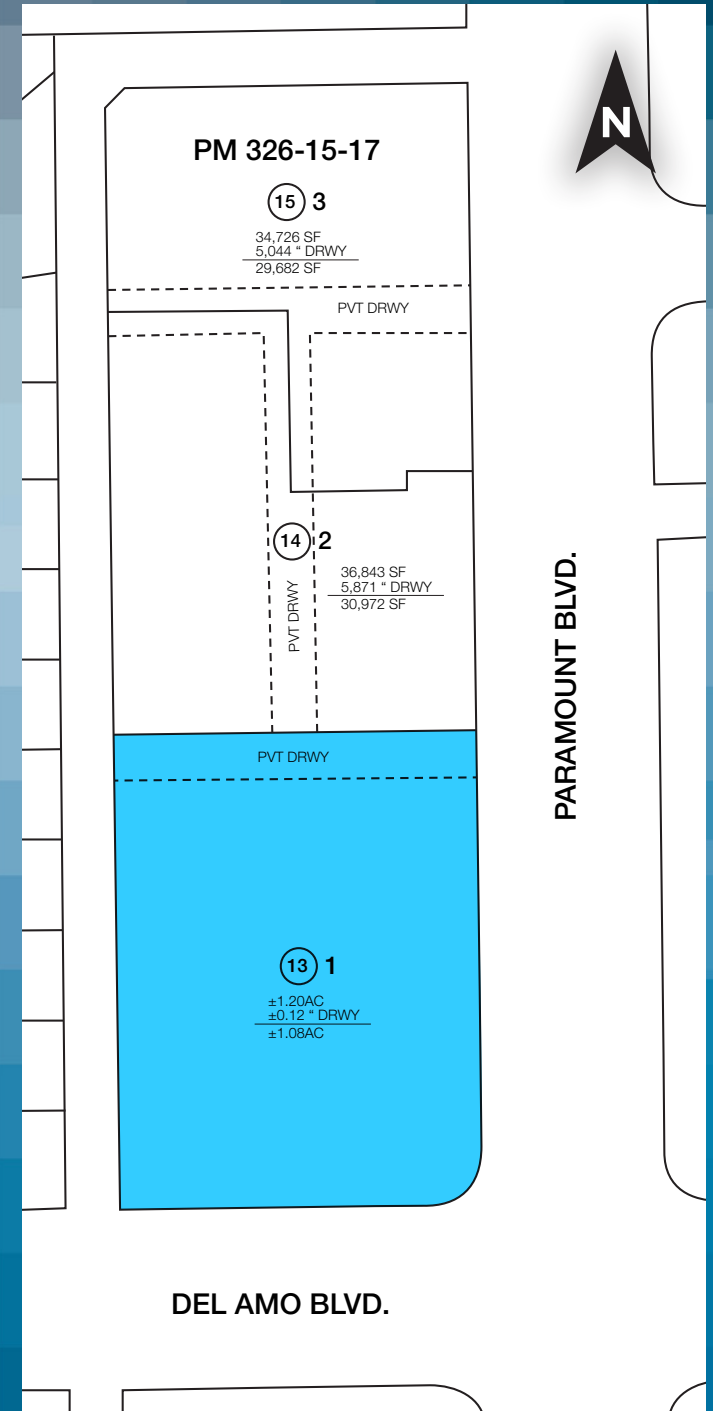 N
PM 326-15-17
15 3
34,726 SF
5,044 " DRWY
29,682 SF
PVT DRWY
14 2
36,843 SF
5,871 " DRWY
30,972 SF
PVT DRWY
PARAMOUNT BLVD.
PVT DRWY
13 1
±1.20AC
±0.12 " DRWY
±1.08AC
DEL AMO BLVD.